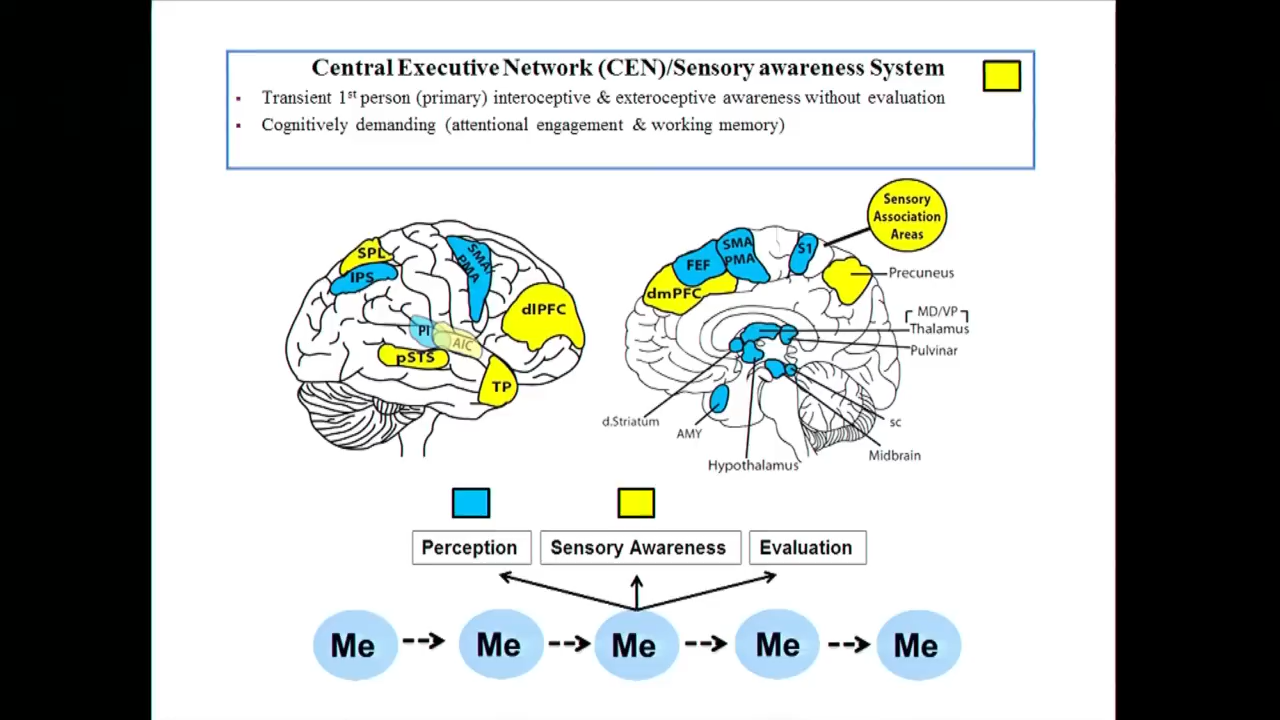 Central Executive Network (CEN)/Sensory awareness System
▪ Transient 1st person (primary) interoceptive & exteroceptive awareness without evaluation
▪ Cognitively demanding (attentional engagement & working memory)
Sensory
Association
Areas
SPL
IPS
SMA/
PMA
dlPFC
PI
AIC
pSTS
TP
SMA
PMA
S1
FEF
dmPFC
Precuneus
MD/VP
Thalamus
Pulvinar
d.Striatum
AMY
sc
Midbrain
Hypothalamus
Perception
Sensory Awareness
Evaluation
Me
Me
Me
Me
Me